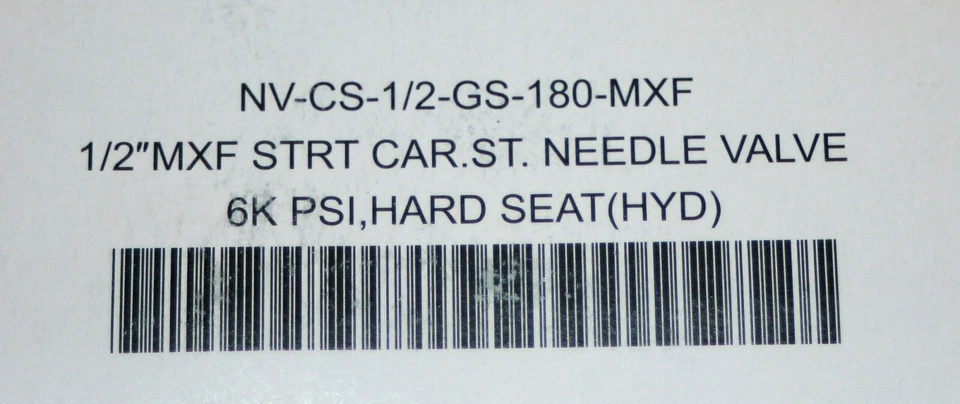 NV-CS-1/2-GS-180-MXF
1/2"MXF STRT CAR.ST. NEEDLE VALVE
6K PSI,HARD SEAT(HYD)